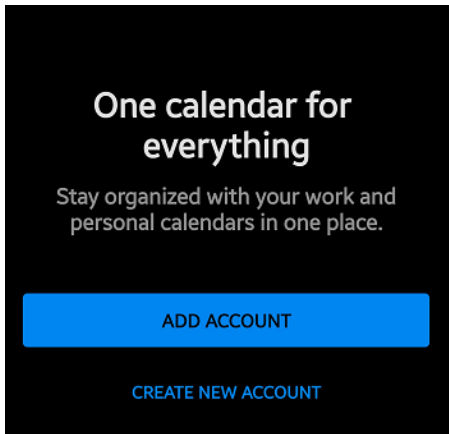 One calendar for
everything
Stay organized with your work and
personal calendars in one place.
ADD ACCOUNT
CREATE NEW ACCOUNT